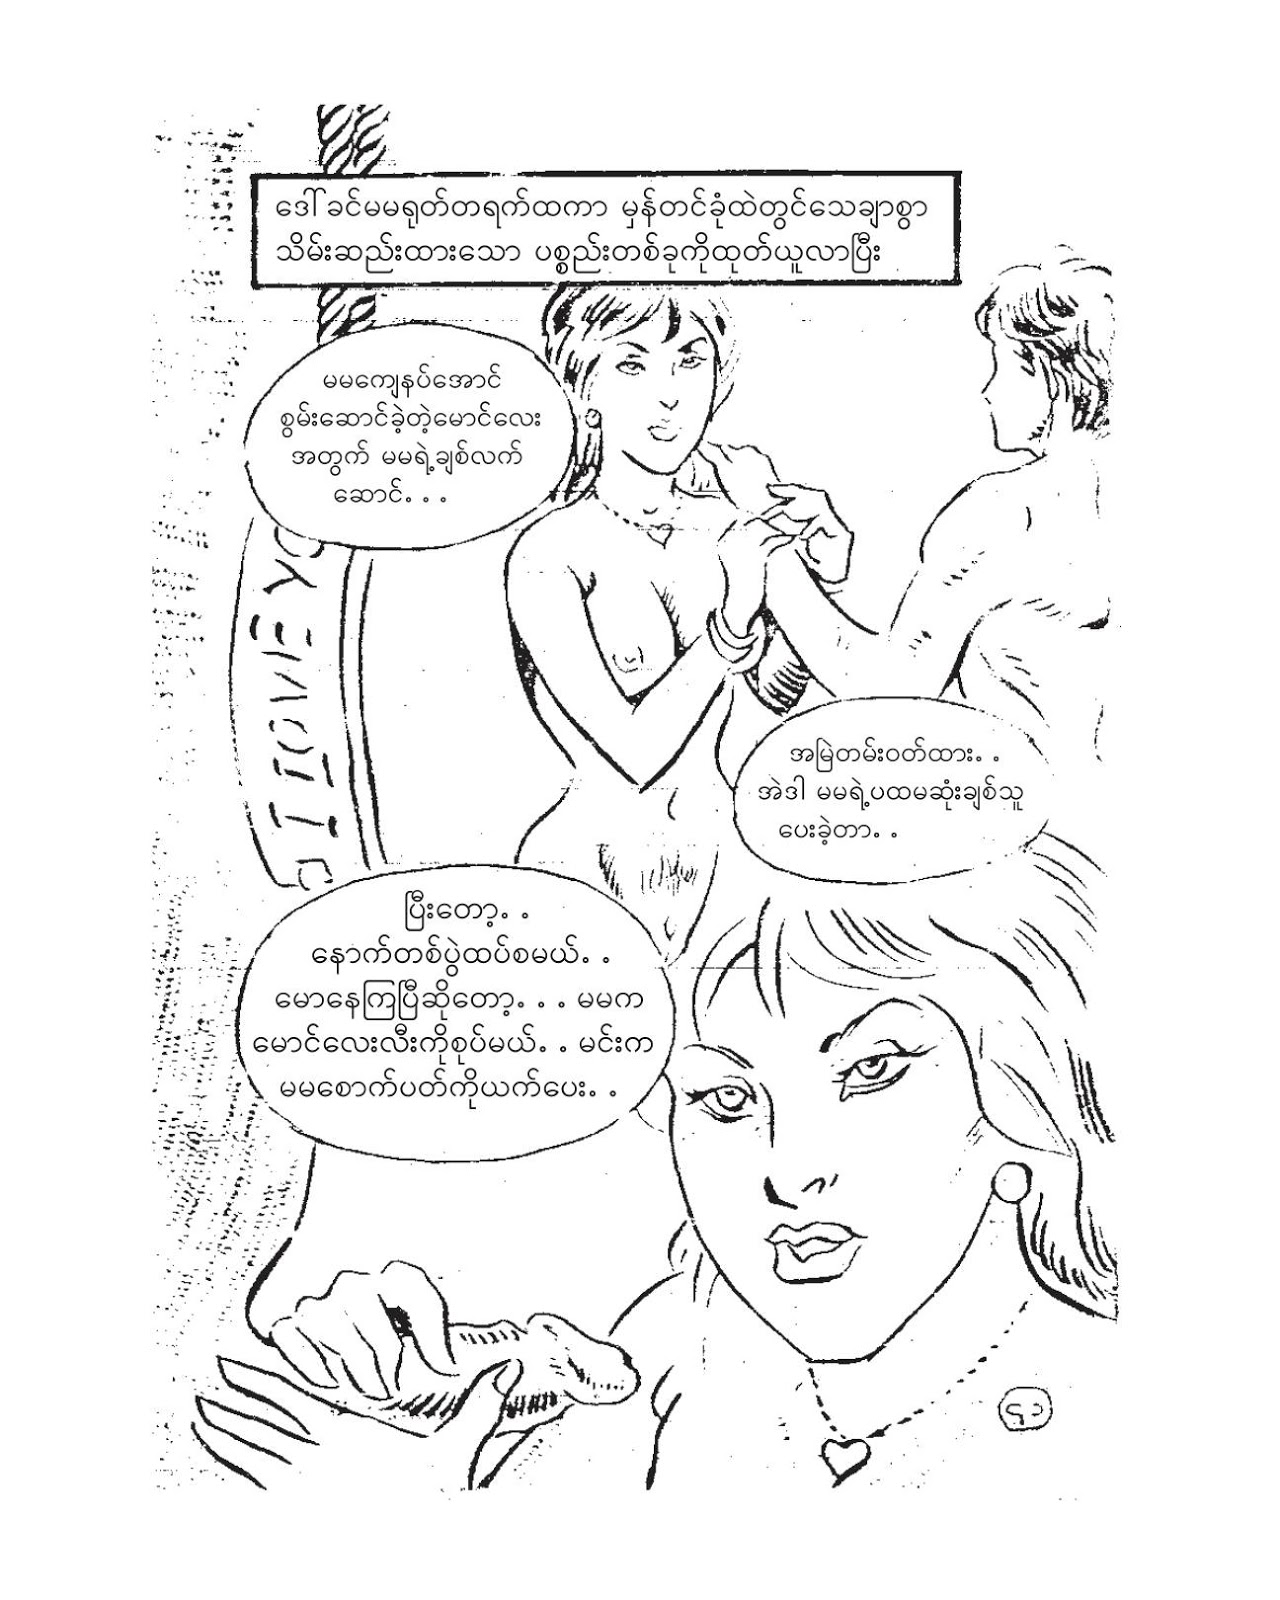 ဒေါ်ခင်မမရုတ်တရက်ထကာ မှန်တင်ခုံထဲတွင်သေချာစွာ
သိမ်းဆည်းထားသော ပစ္စည်းတစ်ခုကိုထုတ်ယူလာပြီး
မမကျေနပ်အောင်
စွမ်းဆောင်ခဲ့တဲ့မောင်လေး
အတွက် မမရဲ့ချစ်လက်
ဆောင်. . .
အမြဲတမ်းဝတ်ထား. .
အဲဒါ မမရဲ့ပထမဆုံးချစ်သူ
ပေးခဲ့တာ. .
ပြီးတော့. .
နောက်တစ်ပွဲထပ်စမယ်. .
မောနေကြပြီဆိုတော့. . . မမက
မောင်လေးလီးကိုစုပ်မယ်. . မင်းက
မမစောက်ပတ်ကိုယက်ပေး. .